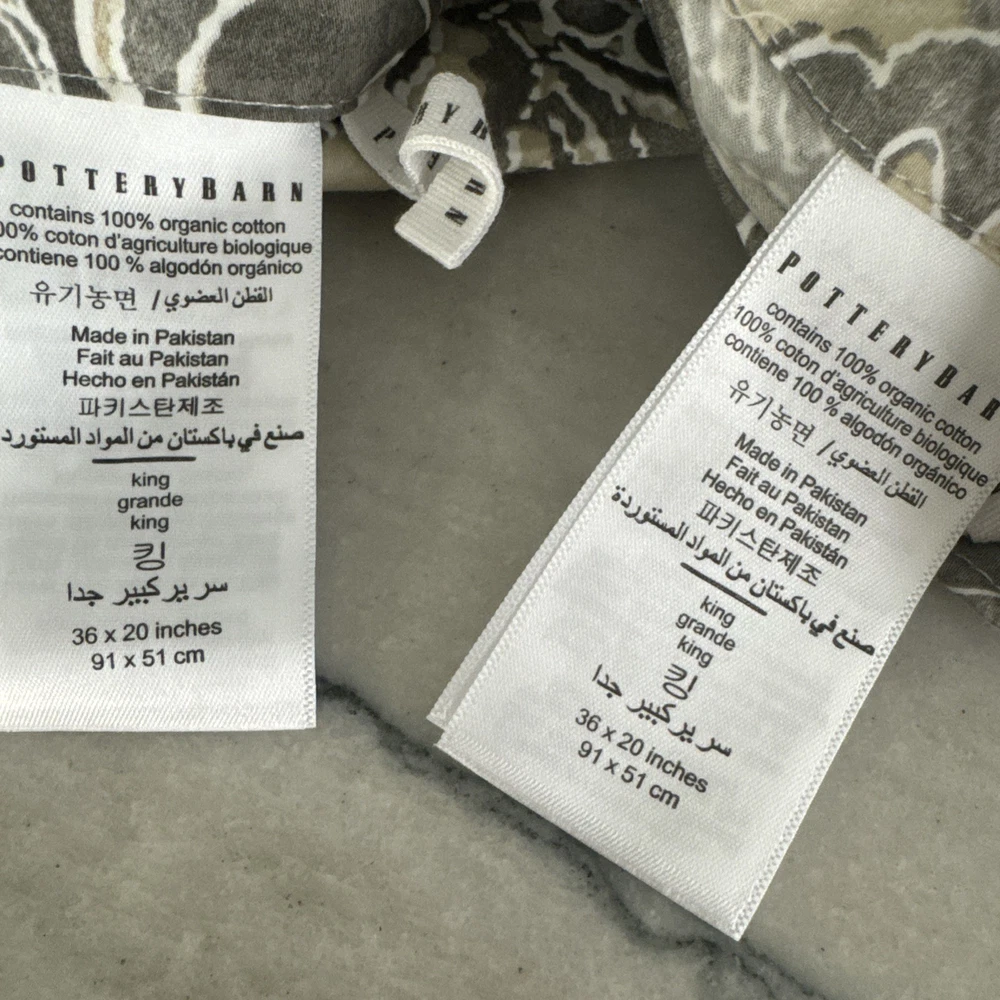 POTTERYBARN
contains 100% organic cotton
00% coton d'agriculture biologique
contiene 100 % algodón orgánico
유기농면 / القطن العضوي
Made in Pakistan
Fait au Pakistan
Hecho en Pakistán
파키스탄제조
صنع في باكستان من المواد المستورد
king
grande
king
킹
سرير كبير جدا
36 x 20 inches
91 x 51 cm
POTTERYBAR
contains 100% organic cotton
100% coton d'agriculture biologique
contiene 100 % algodón orgánico
유기농면 / القطن العضوي
Made in Pakistan
Fait au Pakistan
Hecho en Pakistán
파키스탄제조
صنع في باكستان من المواد المستوردة
king
grande
king
킹
سرير كبير جدا
36 x 20 inches
91 x 51 cm